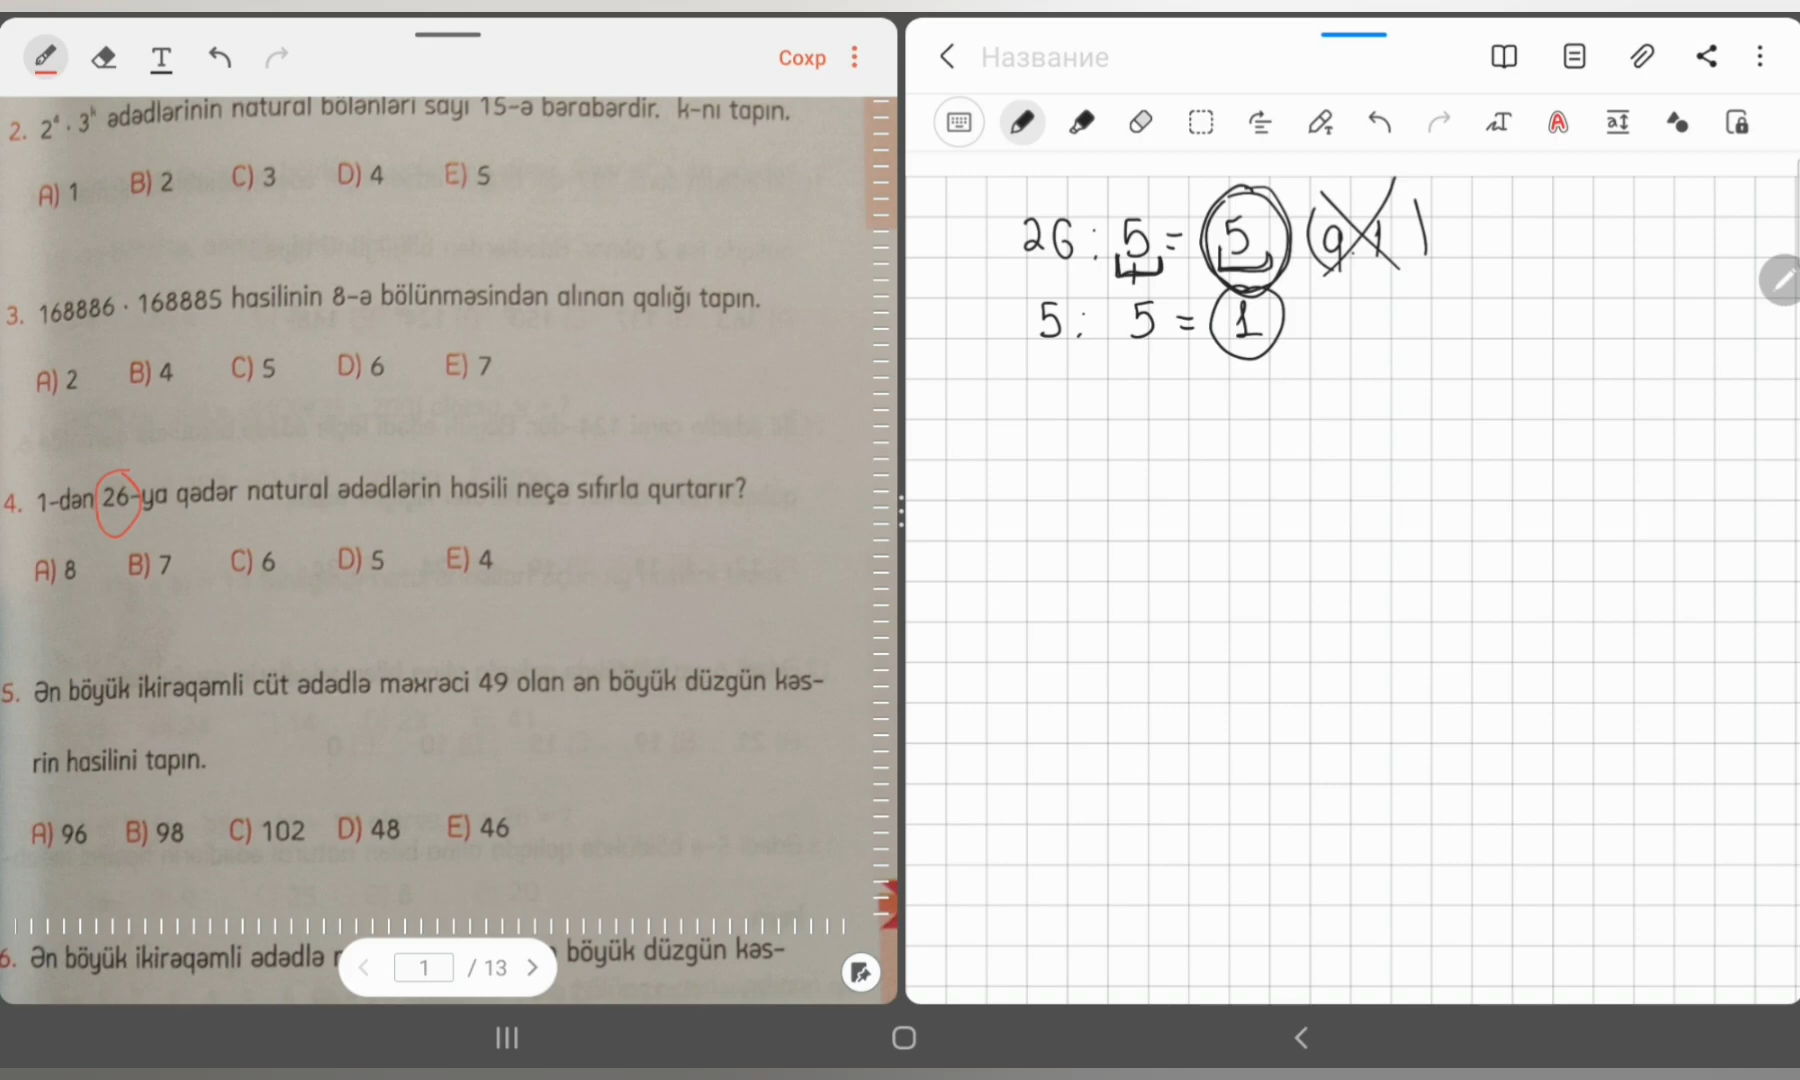 Сохр
2. 2⁴ · 3ᵏ ədədlərinin natural bölənləri sayı 15-ə bərabərdir. k-nı tapın.
A) 1 B) 2 C) 3 D) 4 E) 5
3. 168886 · 168885 hasilinin 8-ə bölünməsindən alınan qalığı tapın.
A) 2 B) 4 C) 5 D) 6 E) 7
4. 1-dən 26-ya qədər natural ədədlərin hasili neçə sıfırla qurtarır?
A) 8 B) 7 C) 6 D) 5 E) 4
5. Ən böyük ikirəqəmli cüt ədədlə məxrəci 49 olan ən böyük düzgün kəs-
rin hasilini tapın.
A) 96 B) 98 C) 102 D) 48 E) 46
6. Ən böyük ikirəqəmli ədədlə böyük düzgün kəs-
1 / 13
Название
26 : 5 = 5 (q.1)
5 : 5 = 1